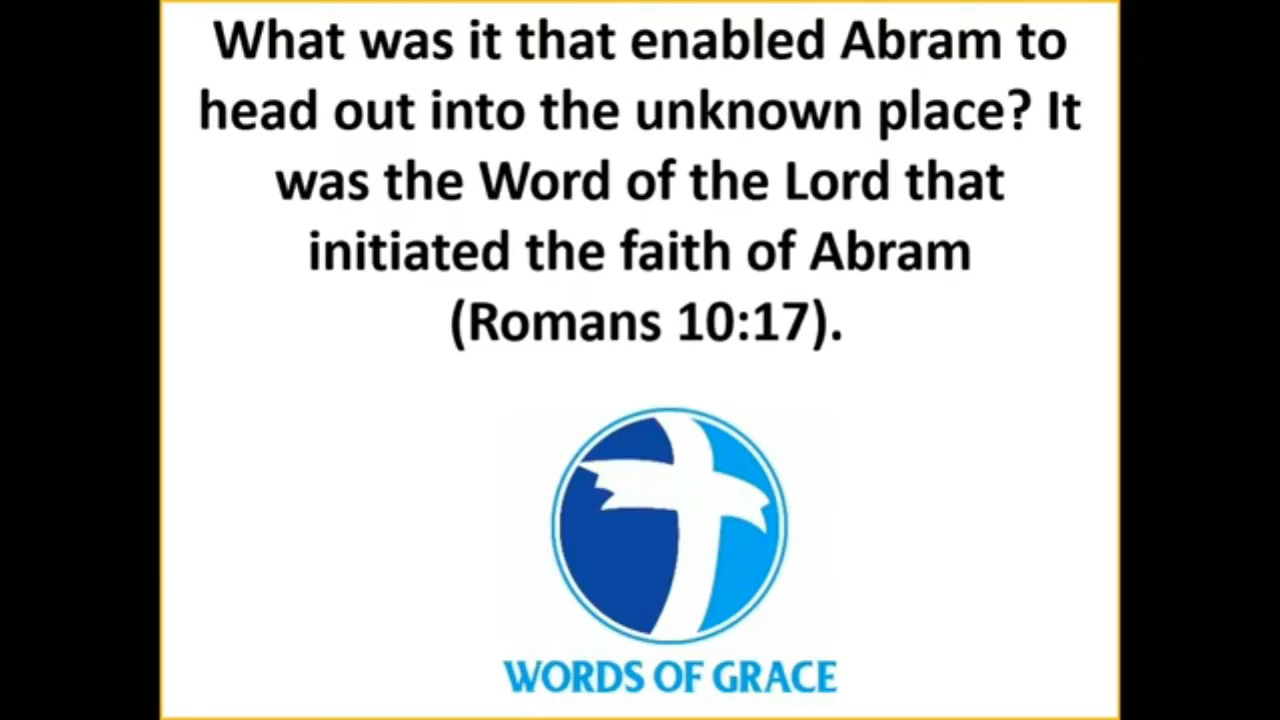 What was it that enabled Abram to
head out into the unknown place? It
was the Word of the Lord that
initiated the faith of Abram
(Romans 10:17).
WORDS OF GRACE